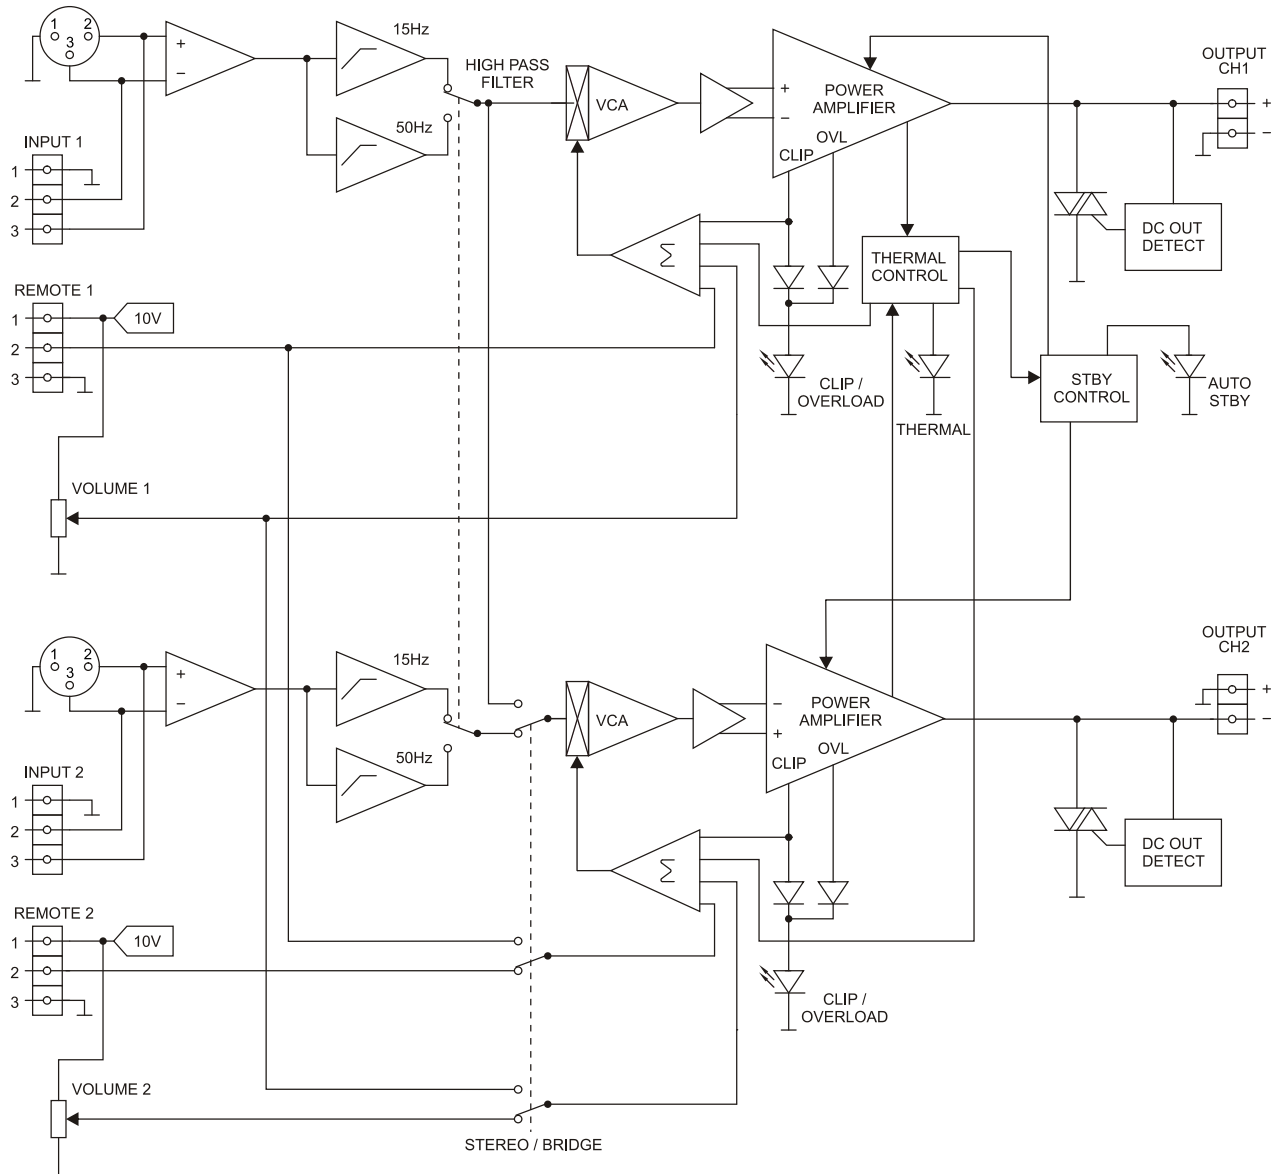 1
2
3
+
−
15Hz
50Hz
HIGH PASS
FILTER
VCA
+
−
POWER
AMPLIFIER
OVL
CLIP
OUTPUT
CH1
+
−
INPUT 1
1
2
3
DC OUT
DETECT
Σ
THERMAL
CONTROL
REMOTE 1
1
2
3
10V
CLIP /
OVERLOAD
THERMAL
STBY
CONTROL
AUTO
STBY
VOLUME 1
1
2
3
+
−
15Hz
50Hz
VCA
−
+
POWER
AMPLIFIER
OVL
CLIP
OUTPUT
CH2
+
−
INPUT 2
1
2
3
DC OUT
DETECT
Σ
REMOTE 2
1
2
3
10V
CLIP /
OVERLOAD
VOLUME 2
STEREO / BRIDGE